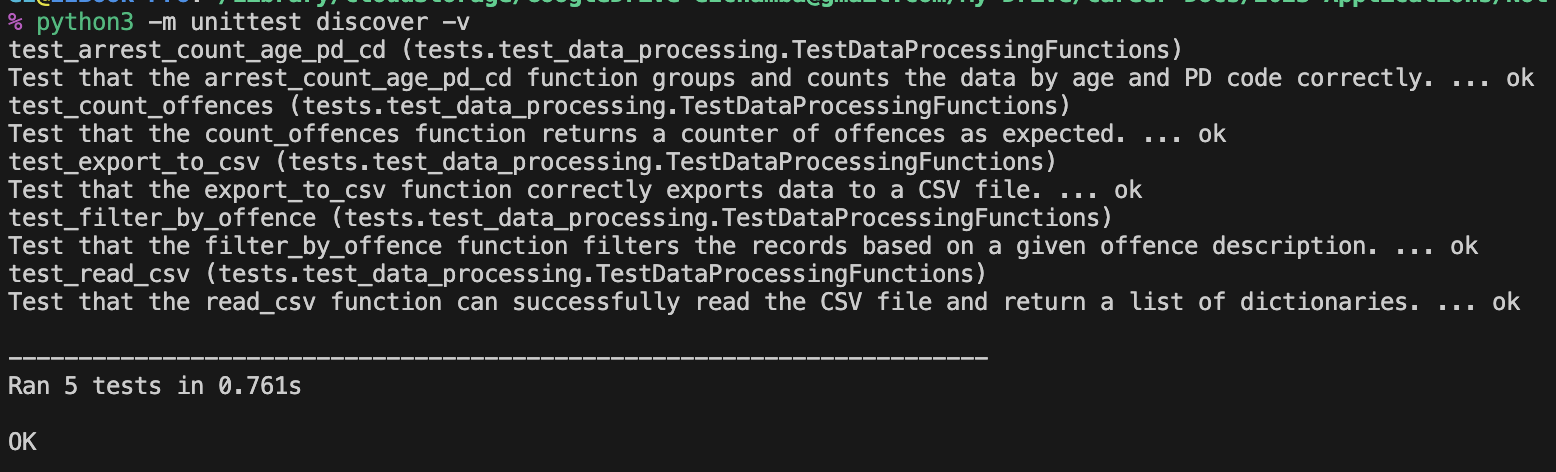 % python3 -m unittest discover -v
test_arrest_count_age_pd_cd (tests.test_data_processing.TestDataProcessingFunctions)
Test that the arrest_count_age_pd_cd function groups and counts the data by age and PD code correctly. ... ok
test_count_offences (tests.test_data_processing.TestDataProcessingFunctions)
Test that the count_offences function returns a counter of offences as expected. ... ok
test_export_to_csv (tests.test_data_processing.TestDataProcessingFunctions)
Test that the export_to_csv function correctly exports data to a CSV file. ... ok
test_filter_by_offence (tests.test_data_processing.TestDataProcessingFunctions)
Test that the filter_by_offence function filters the records based on a given offence description. ... ok
test_read_csv (tests.test_data_processing.TestDataProcessingFunctions)
Test that the read_csv function can successfully read the CSV file and return a list of dictionaries. ... ok
----------------------------------------------------------------------
Ran 5 tests in 0.761s
OK